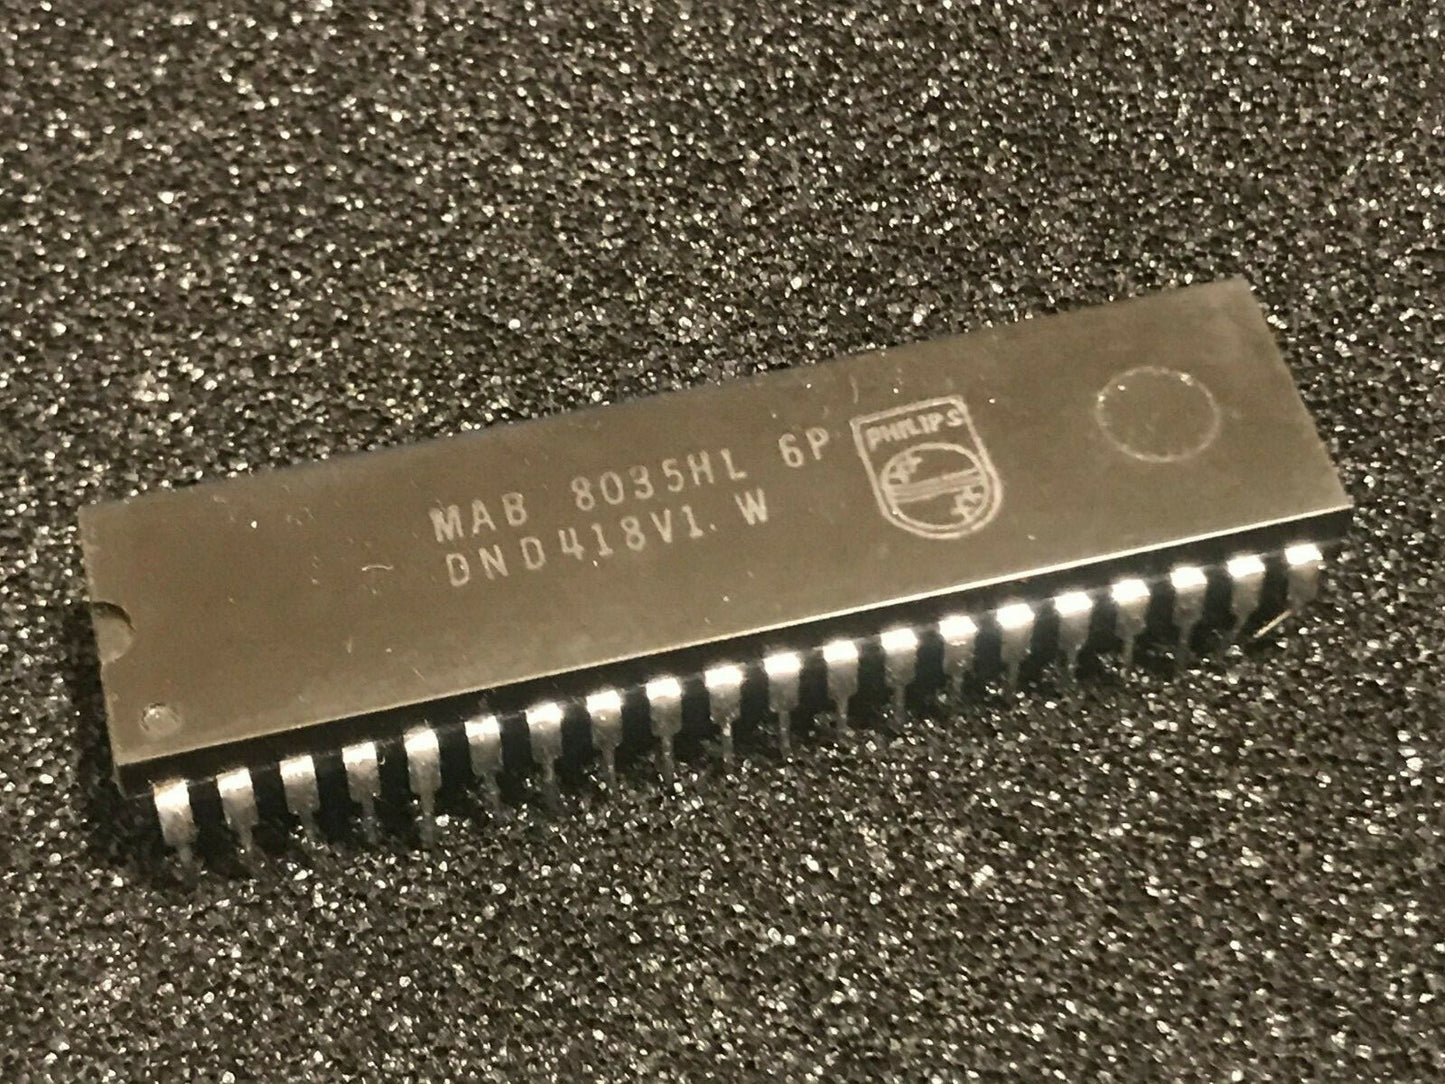 MAB 8035HL 6P
DND418V1 W
PHILIPS